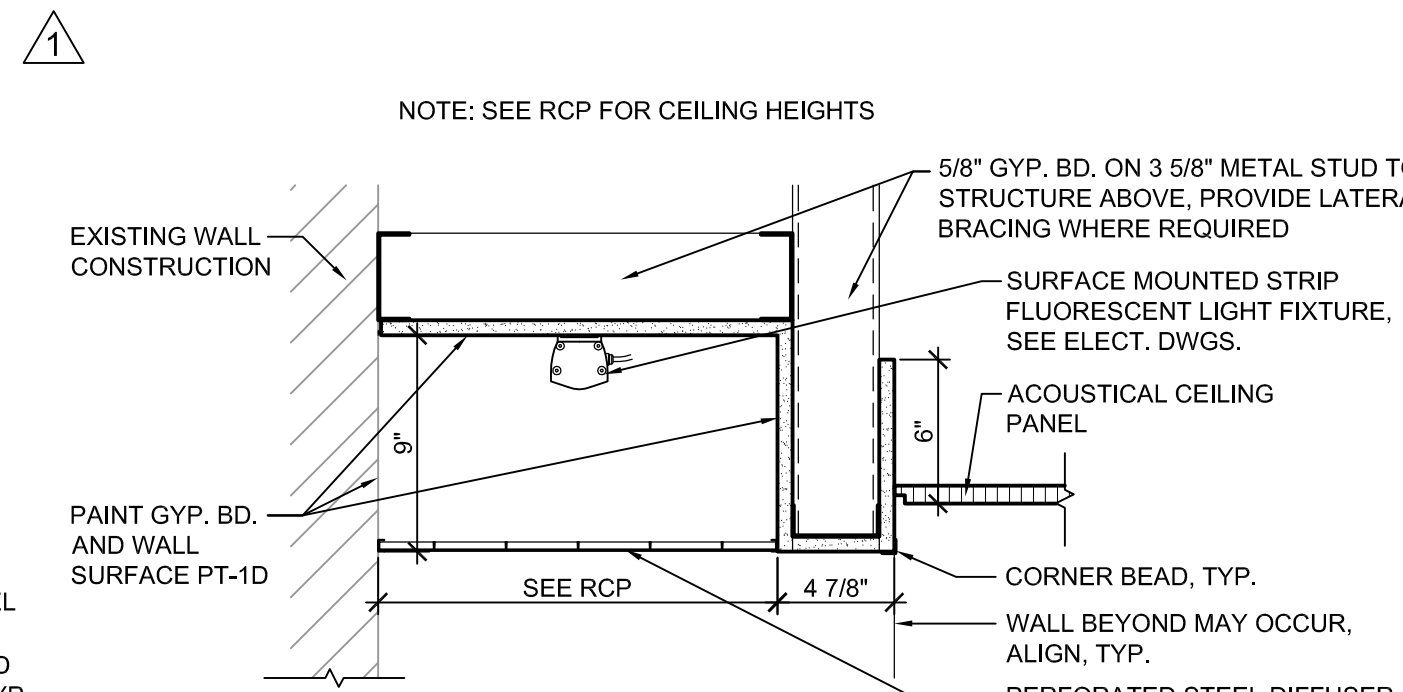 1
NOTE: SEE RCP FOR CEILING HEIGHTS
5/8" GYP. BD. ON 3 5/8" METAL STUD
STRUCTURE ABOVE, PROVIDE
BRACING WHERE REQUIRED
EXISTING WALL
CONSTRUCTION
SURFACE MOUNTED STRIP
FLUORESCENT LIGHT FIXTURE,
SEE ELECT. DWGS.
ACOUSTICAL CEILING
PANEL
9"
6"
PAINT GYP. BD.
AND WALL
SURFACE PT-1D
SEE RCP
4 7/8"
CORNER BEAD, TYP.
WALL BEYOND MAY OCCUR,
ALIGN, TYP.
PERFORATED STEEL DIFFUSER